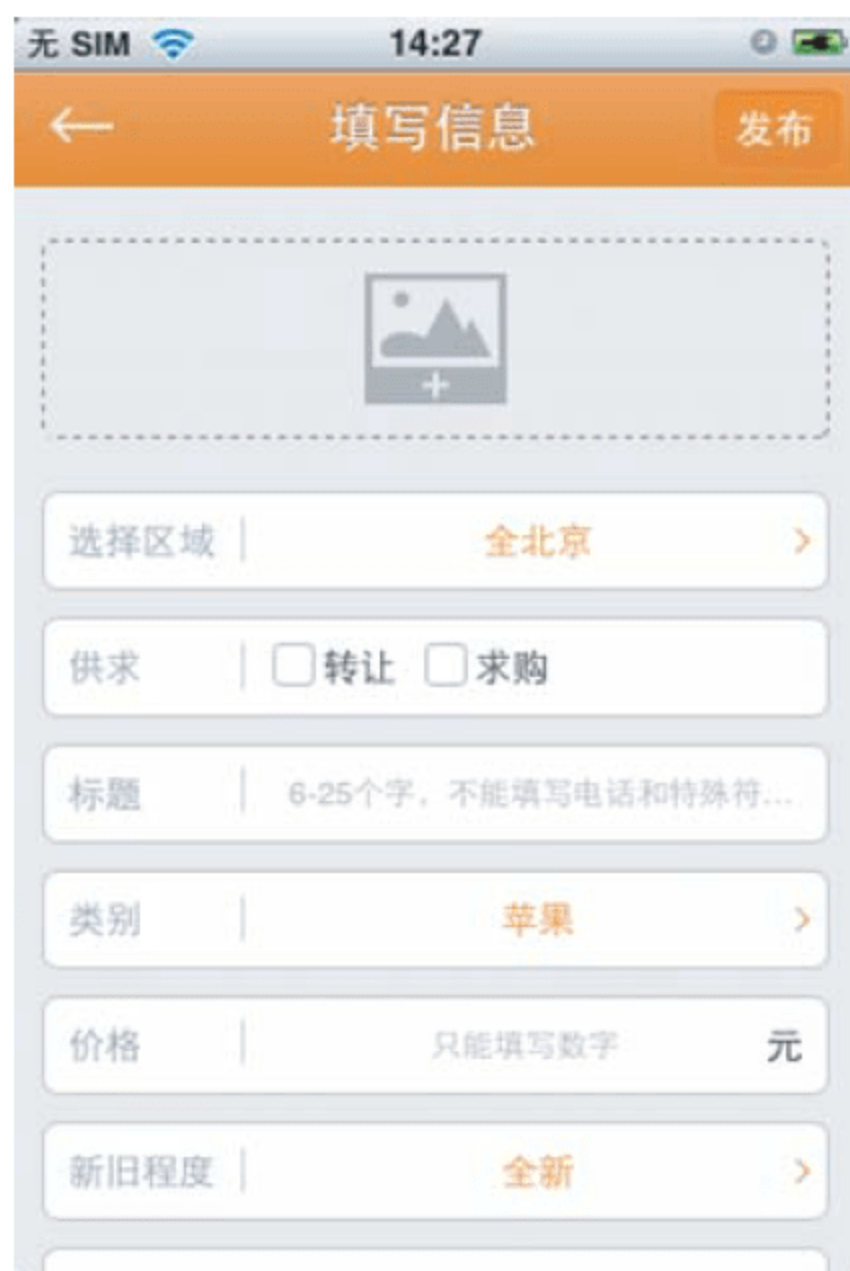 无 SIM 14:27
填写信息 发布
选择区域 全北京
供求 转让 求购
标题 6-25个字，不能填写电话和特殊符...
类别 苹果
价格 只能填写数字 元
新旧程度 全新